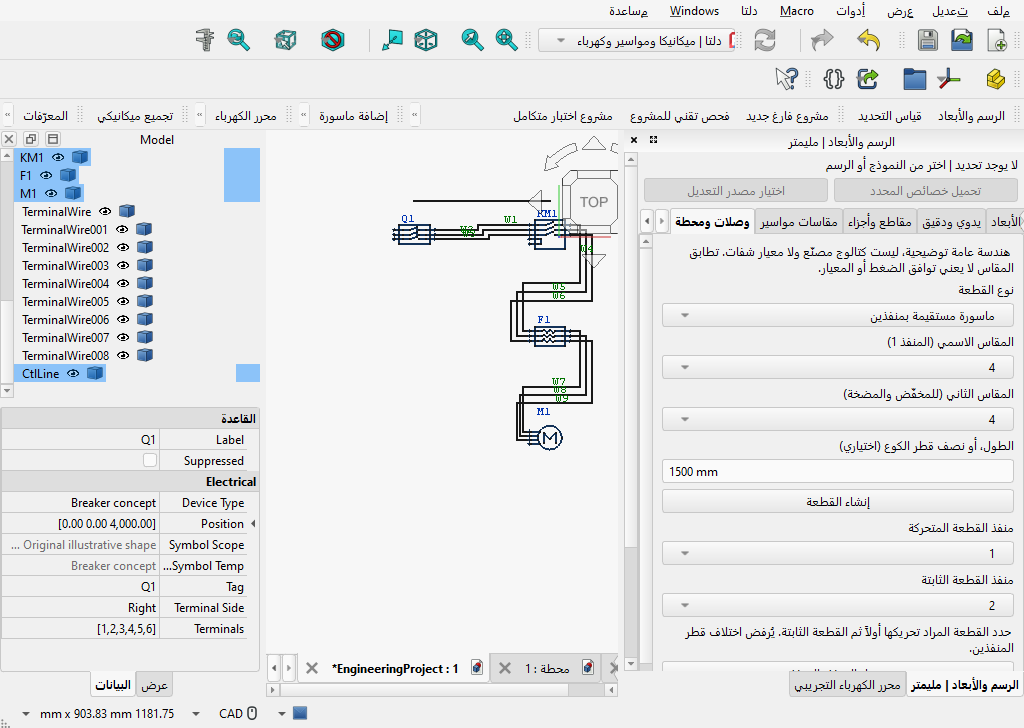 ملف
تعديل
عرض
أدوات
Macro
دلتا
Windows
مساعدة
دلتا | ميكانيكا ومواسير وكهرباء
الرسم والأبعاد
قياس التحديد
مشروع فارغ جديد
فحص تقني للمشروع
مشروع اختبار متكامل
إضافة ماسورة
محرر الكهرباء
تجميع ميكانيكي
المعرّفات
Model
KM1
F1
M1
TerminalWire
TerminalWire001
TerminalWire002
TerminalWire003
TerminalWire004
TerminalWire005
TerminalWire006
TerminalWire007
TerminalWire008
CtlLine
القاعدة
Label
Q1
Suppressed
Electrical
Device Type
Breaker concept
Position
[0.00 0.00 4,000.00]
Symbol Scope
Original illustrative shape ...
Symbol Temp...
Breaker concept
Tag
Q1
Terminal Side
Right
Terminals
[1,2,3,4,5,6]
عرض
البيانات
TOP
Q1
W1
KM1
W5
W6
F1
W7
W8
W9
M1
M
*EngineeringProject : 1
محطة : 1
الرسم والأبعاد | مليمتر
لا يوجد تحديد | اختر من النموذج أو الرسم
تحميل خصائص المحدد
اختيار مصدر التعديل
الأبعاد
يدوي ودقيق
مقاطع وأجزاء
مقاسات مواسير
وصلات ومحطة
هندسة عامة توضيحية، ليست كتالوج مصنّع ولا معيار شفات. تطابق
المقاس لا يعني توافق الضغط أو المعيار.
نوع القطعة
ماسورة مستقيمة بمنفذين
المقاس الاسمي (المنفذ 1)
4
المقاس الثاني (للمخفّض والمضخة)
4
الطول، أو نصف قطر الكوع (اختياري)
1500 mm
إنشاء القطعة
منفذ القطعة المتحركة
1
منفذ القطعة الثابتة
2
حدد القطعة المراد تحريكها أولاً ثم القطعة الثابتة. يُرفض اختلاف قطر
المنفذين.
الرسم والأبعاد | مليمتر
محرر الكهرباء التجريبي
mm x 903.83 mm 1181.75
CAD